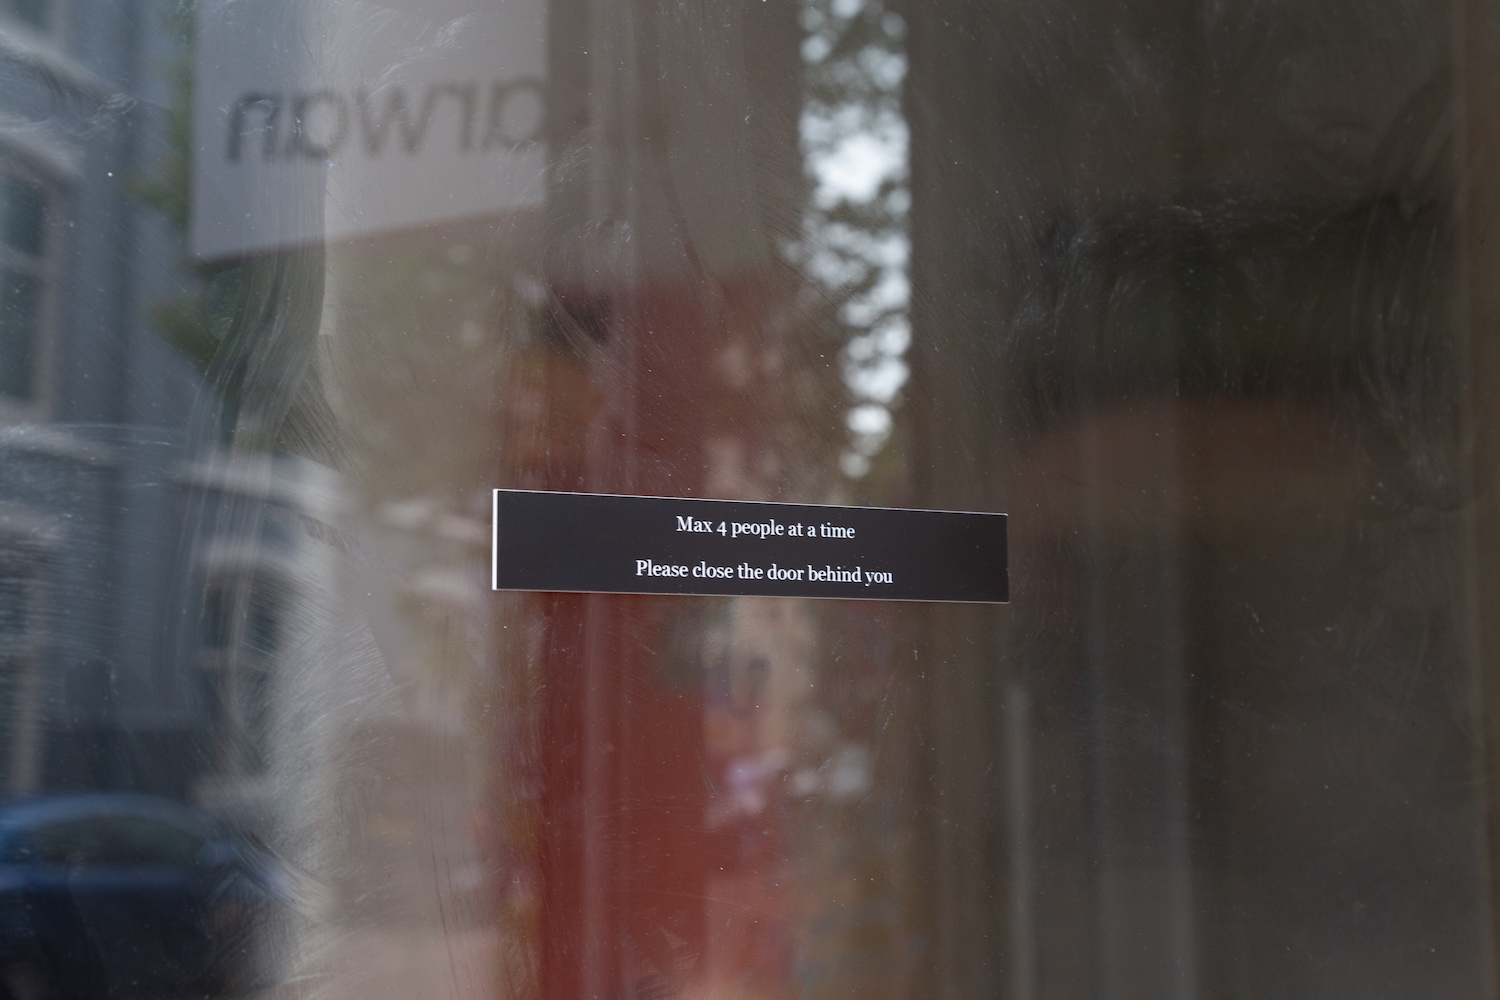 Max 4 people at a time
Please close the door behind you